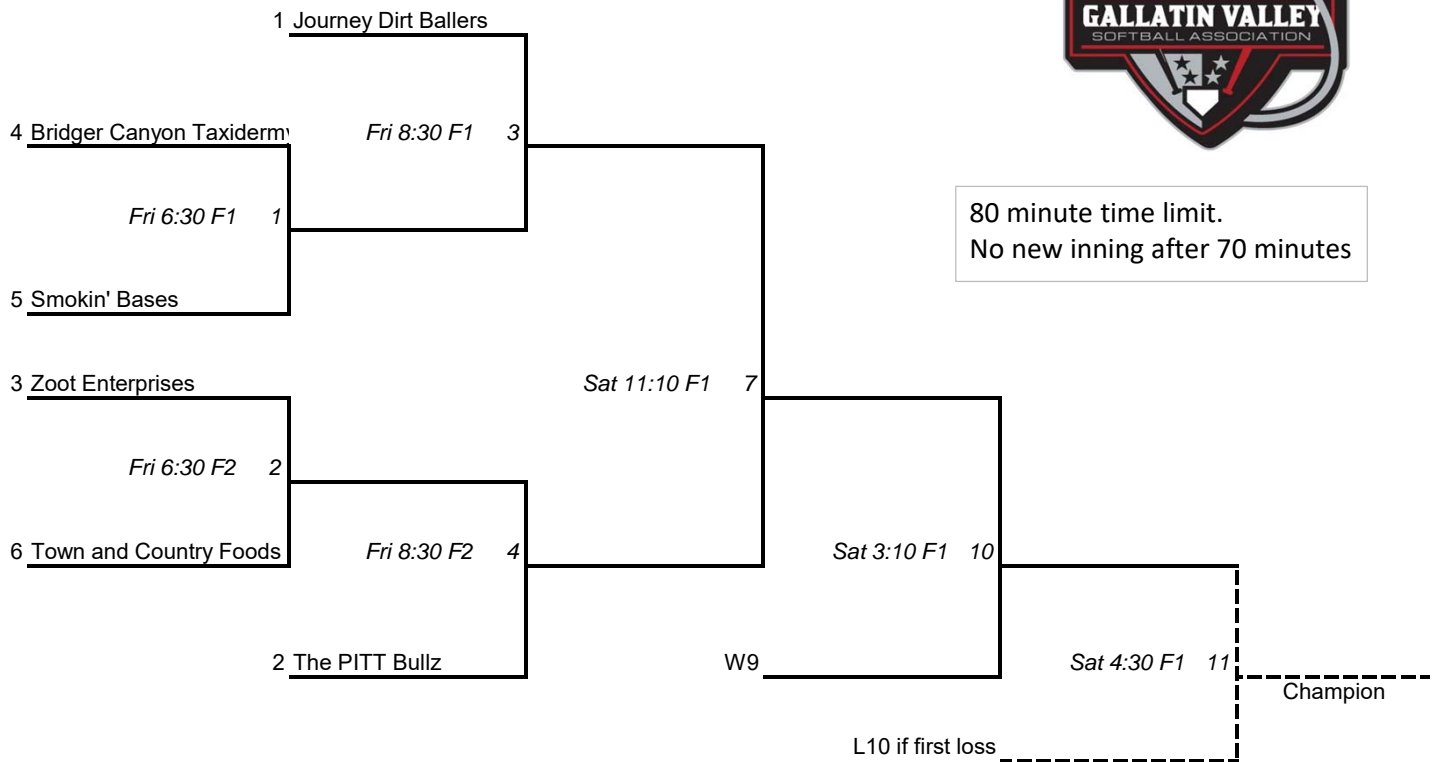 GALLATIN VALLEY
SOFTBALL ASSOCIATION
1 Journey Dirt Ballers
4 Bridger Canyon Taxidermy
Fri 8:30 F1 3
80 minute time limit.
No new inning after 70 minutes
Fri 6:30 F1 1
5 Smokin' Bases
3 Zoot Enterprises
Sat 11:10 F1 7
Fri 6:30 F2 2
6 Town and Country Foods
Fri 8:30 F2 4
Sat 3:10 F1 10
2 The PITT Bullz
W9
Sat 4:30 F1 11
Champion
L10 if first loss